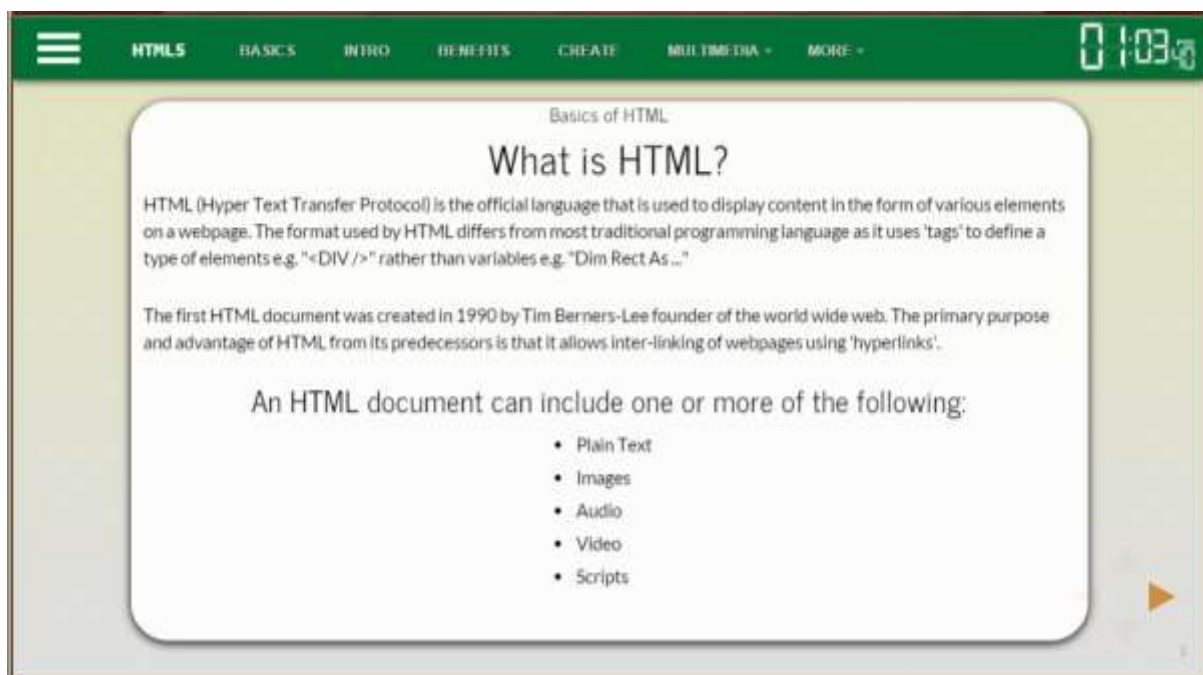 HTML5 BASICS INTRO BENEFITS CREATE MULTIMEDIA MORE
01:03
Basics of HTML
What is HTML?
HTML (Hyper Text Transfer Protocol) is the official language that is used to display content in the form of various elements
on a webpage. The format used by HTML differs from most traditional programming language as it uses 'tags' to define a
type of elements e.g. "<DIV />" rather than variables e.g. "Dim Rect As ..."
The first HTML document was created in 1990 by Tim Berners-Lee founder of the world wide web. The primary purpose
and advantage of HTML from its predecessors is that it allows inter-linking of webpages using 'hyperlinks'.
An HTML document can include one or more of the following:
• Plain Text
• Images
• Audio
• Video
• Scripts